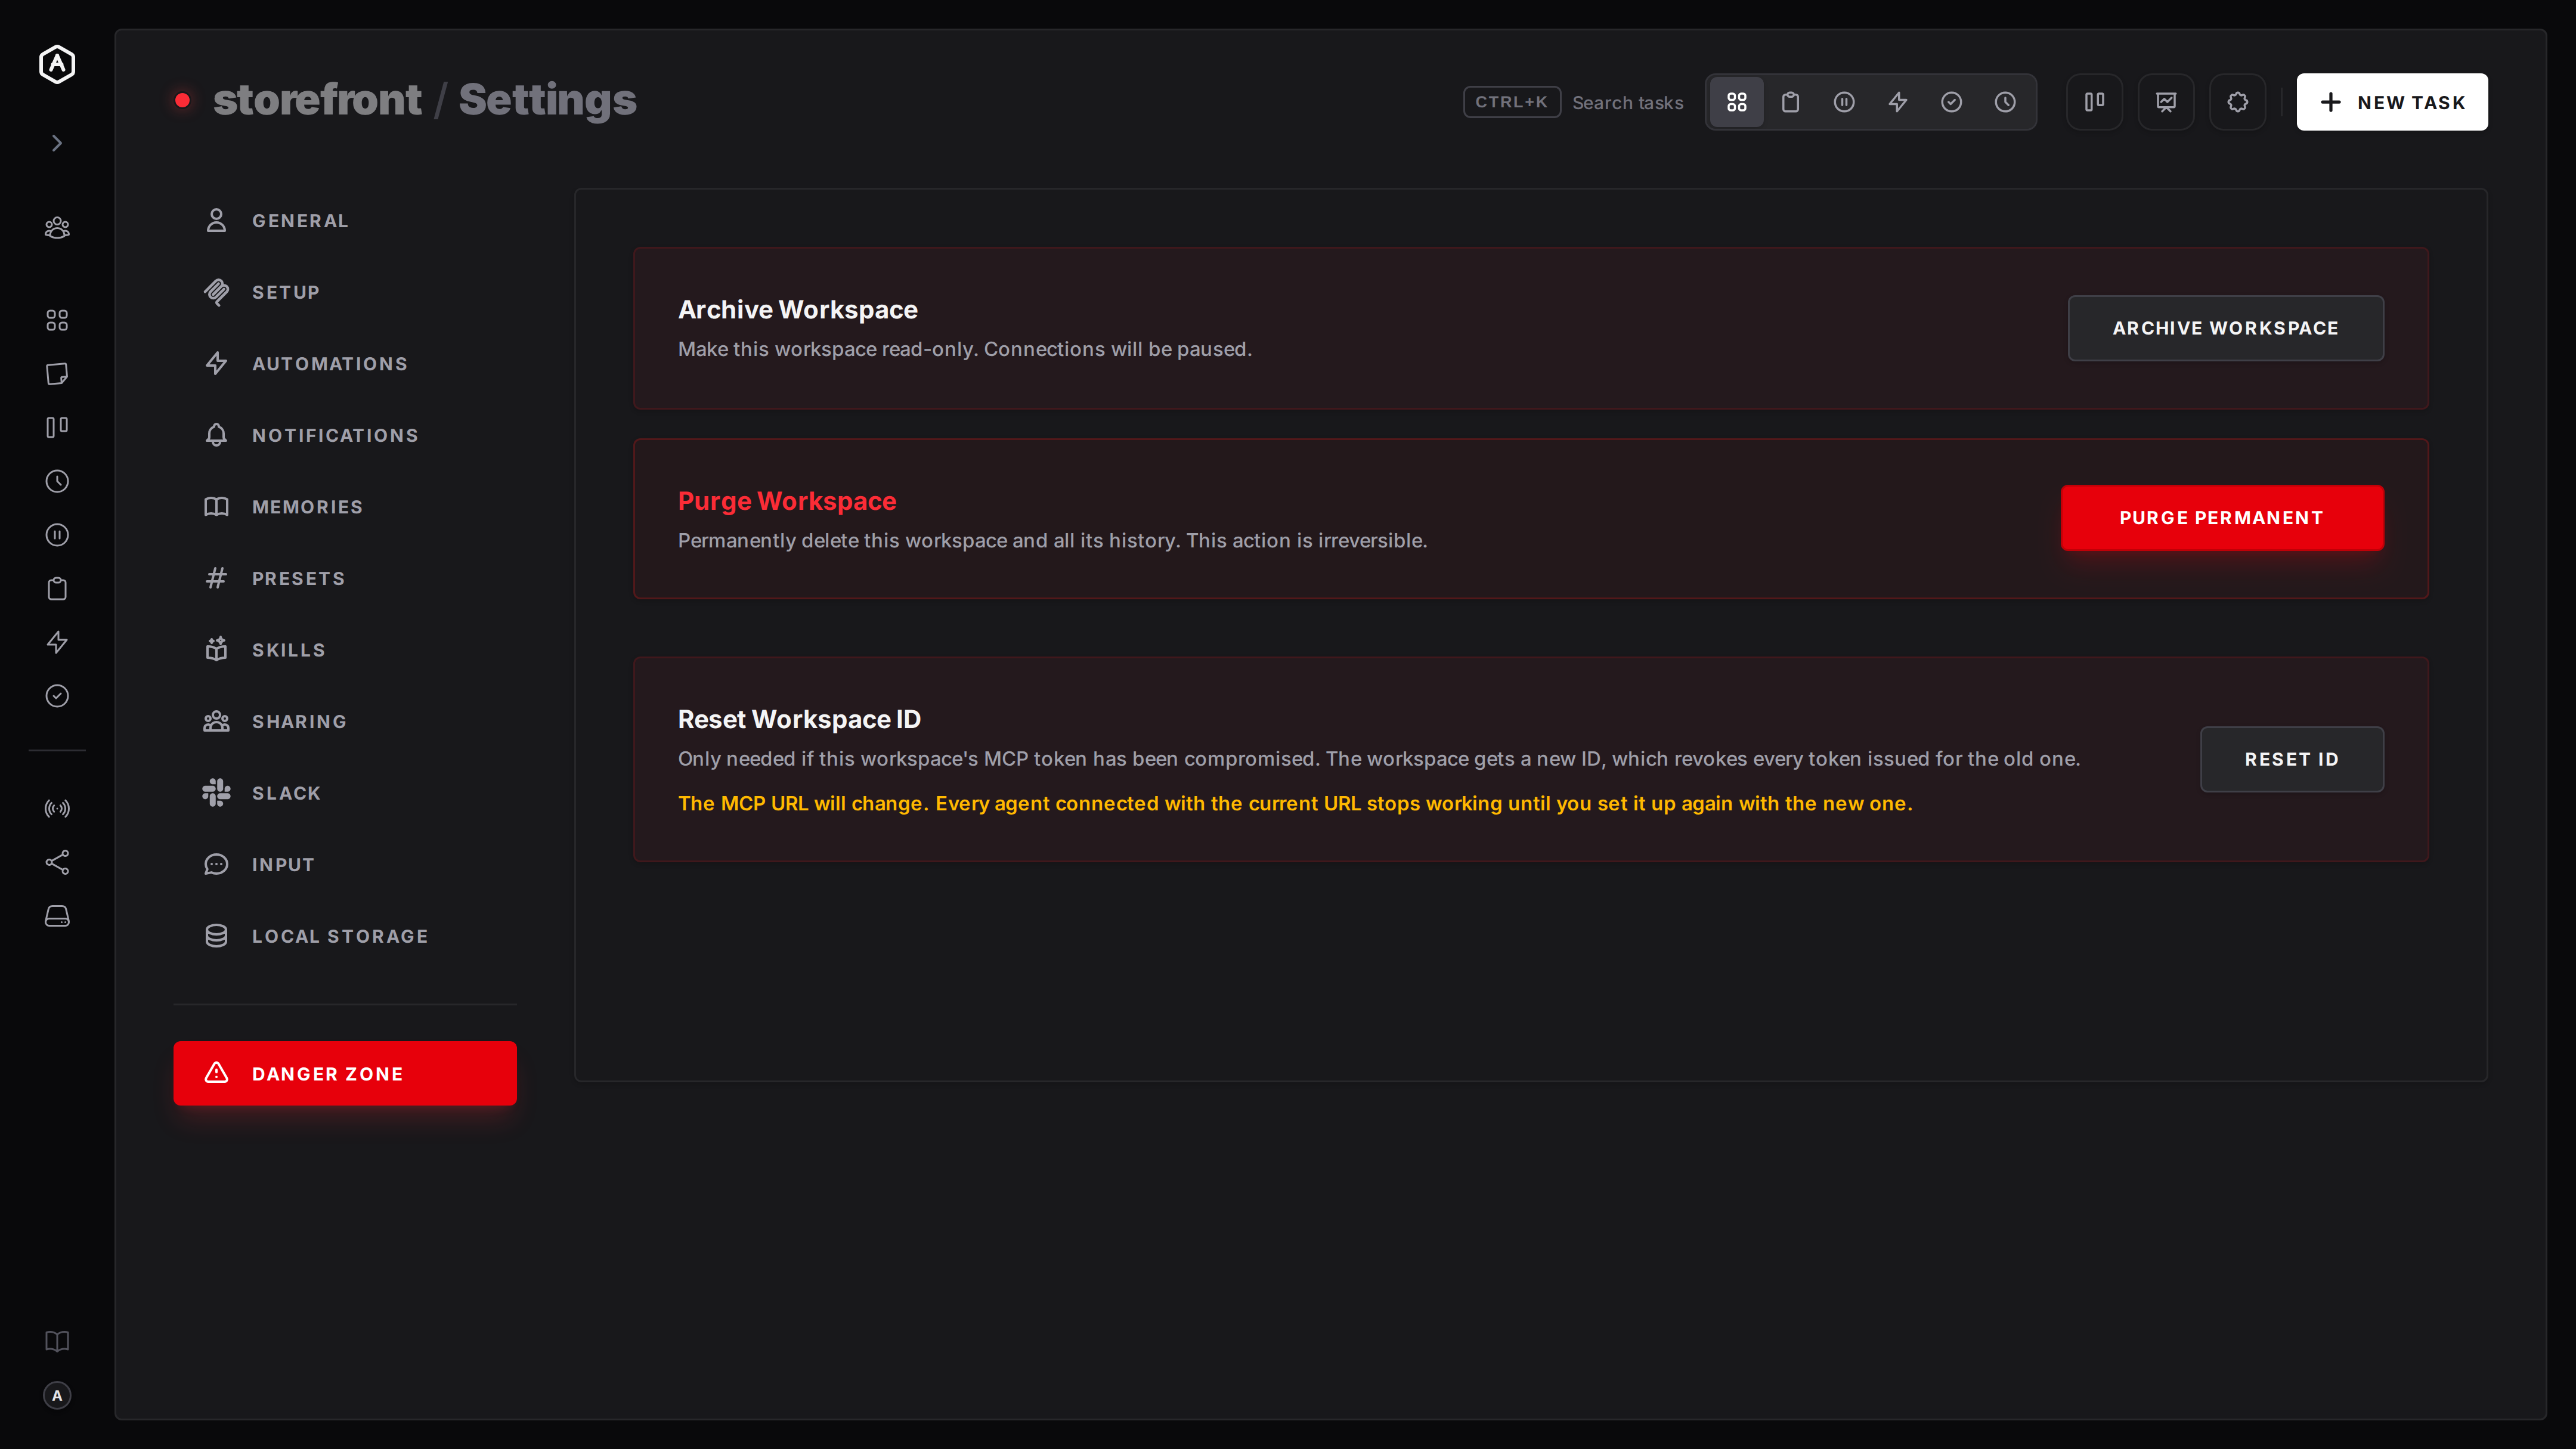 storefront / Settings
CTRL+K Search tasks
NEW TASK
GENERAL
SETUP
AUTOMATIONS
NOTIFICATIONS
MEMORIES
PRESETS
SKILLS
SHARING
SLACK
INPUT
LOCAL STORAGE
DANGER ZONE
Archive Workspace
Make this workspace read-only. Connections will be paused.
ARCHIVE WORKSPACE
Purge Workspace
Permanently delete this workspace and all its history. This action is irreversible.
PURGE PERMANENT
Reset Workspace ID
Only needed if this workspace's MCP token has been compromised. The workspace gets a new ID, which revokes every token issued for the old one.
The MCP URL will change. Every agent connected with the current URL stops working until you set it up again with the new one.
RESET ID
A